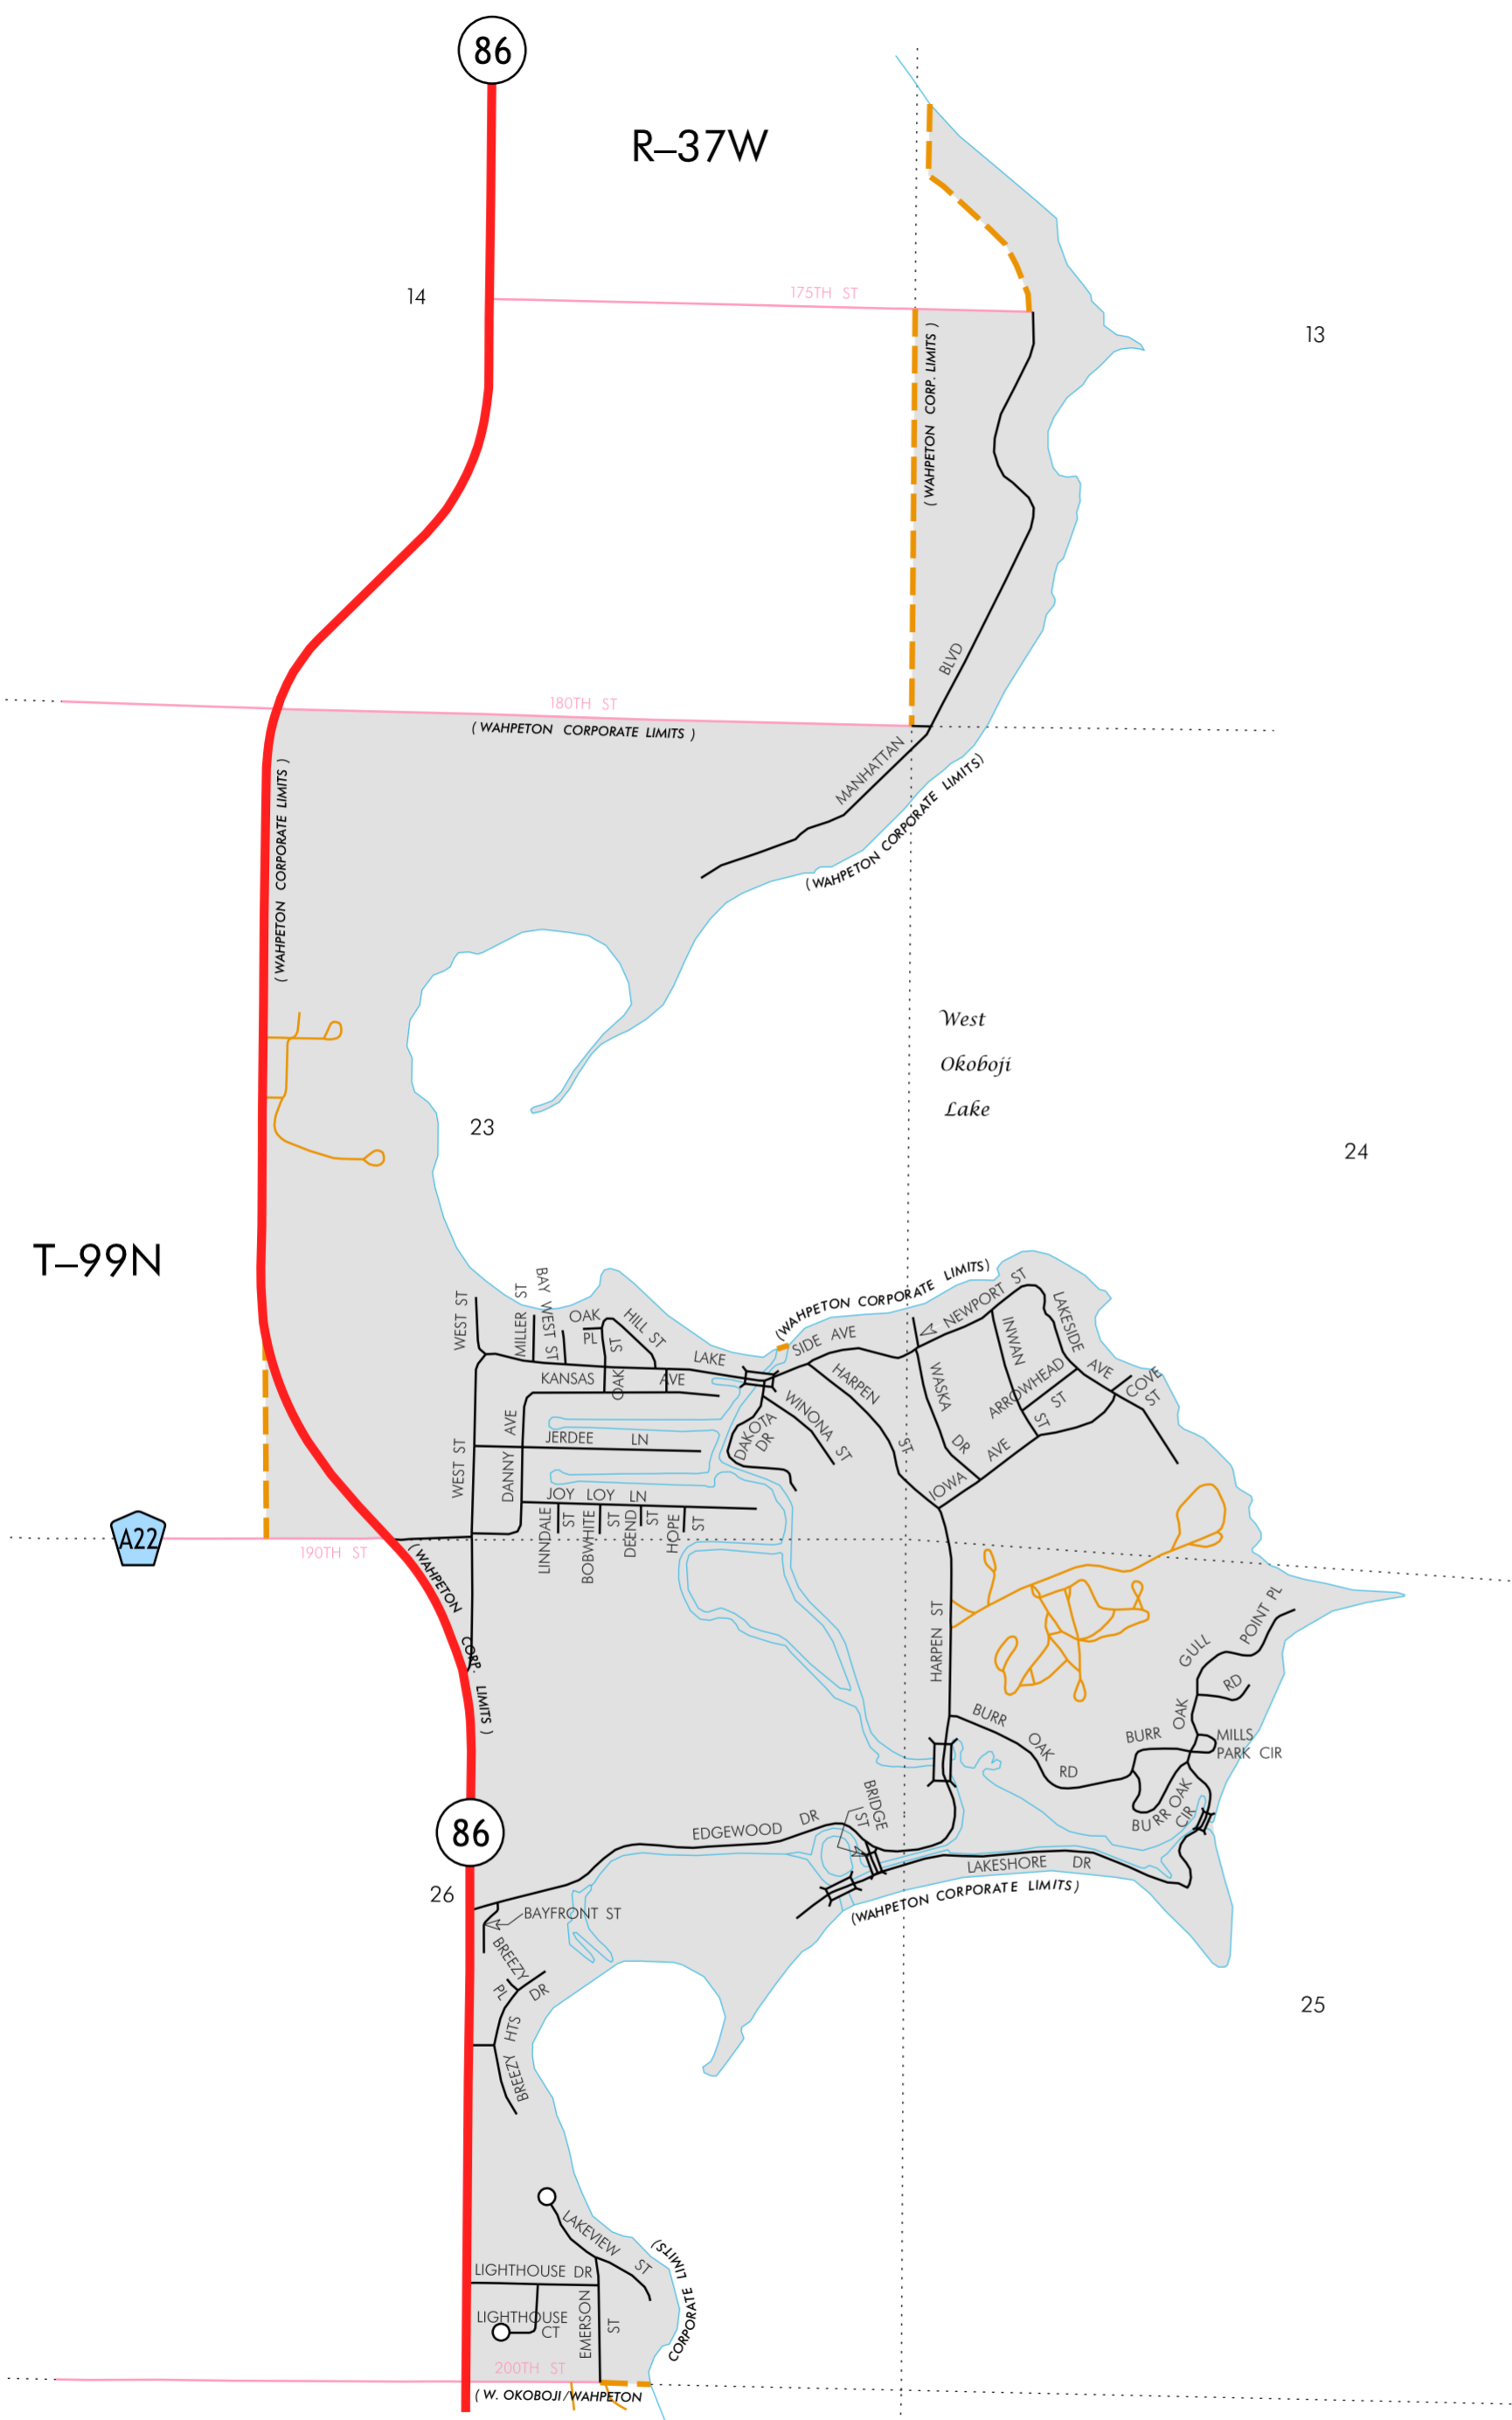 86
R–37W
175TH ST
14
13
( WAHPETON CORP. LIMITS )
BLVD
180TH ST
( WAHPETON CORPORATE LIMITS )
MANHATTAN
( WAHPETON CORPORATE LIMITS )
(WAHPETON CORPORATE LIMITS)
West
Okoboji
Lake
23
24
T–99N
(WAHPETON CORPORATE LIMITS)
WEST ST
MILLER ST
BAY WEST ST
OAK
PL
HILL ST
OAK ST
LAKE
SIDE AVE
NEWPORT ST
LAKESIDE
AVE
COVE
ST
KANSAS AVE
HARPEN
ST
WASKA
DR
INWAN
ST
ARROWHEAD
ST
WINONA ST
DAKOTA
DR
IOWA AVE
WEST ST
DANNY AVE
JERDEE LN
JOY LOY LN
LINNDALE
ST
BOBWHITE
ST
DEEND
ST
HOPE
ST
A22
190TH ST
(WAHPETON CORP. LIMITS )
HARPEN ST
GULL
POINT PL
BURR
OAK
RD
BURR
OAK
RD
MILLS
PARK CIR
BURR OAK
CIR
BRIDGE
ST
EDGEWOOD DR
86
LAKESHORE DR
(WAHPETON CORPORATE LIMITS)
26
BAYFRONT ST
BREEZY
PL
DR
BREEZY HTS
25
LAKEVIEW
ST
LIGHTHOUSE DR
LIGHTHOUSE
CT
EMERSON
ST
CORPORATE LIMITS)
200TH ST
( W. OKOBOJI/WAHPETON